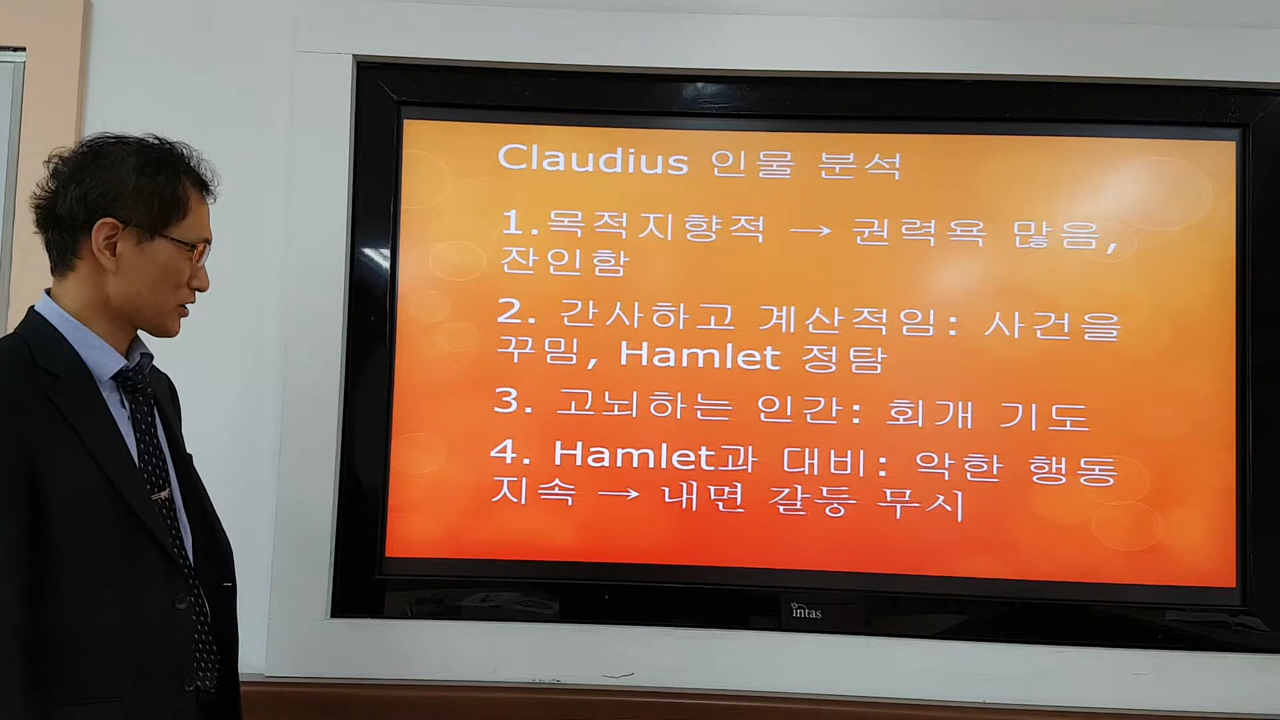 Claudius 인물 분석
1.목적지향적 → 권력욕 많음,
잔인함
2. 간사하고 계산적임: 사건을
꾸밈, Hamlet 정탐
3. 고뇌하는 인간: 회개 기도
4. Hamlet과 대비: 악한 행동
지속 → 내면 갈등 무시
intas